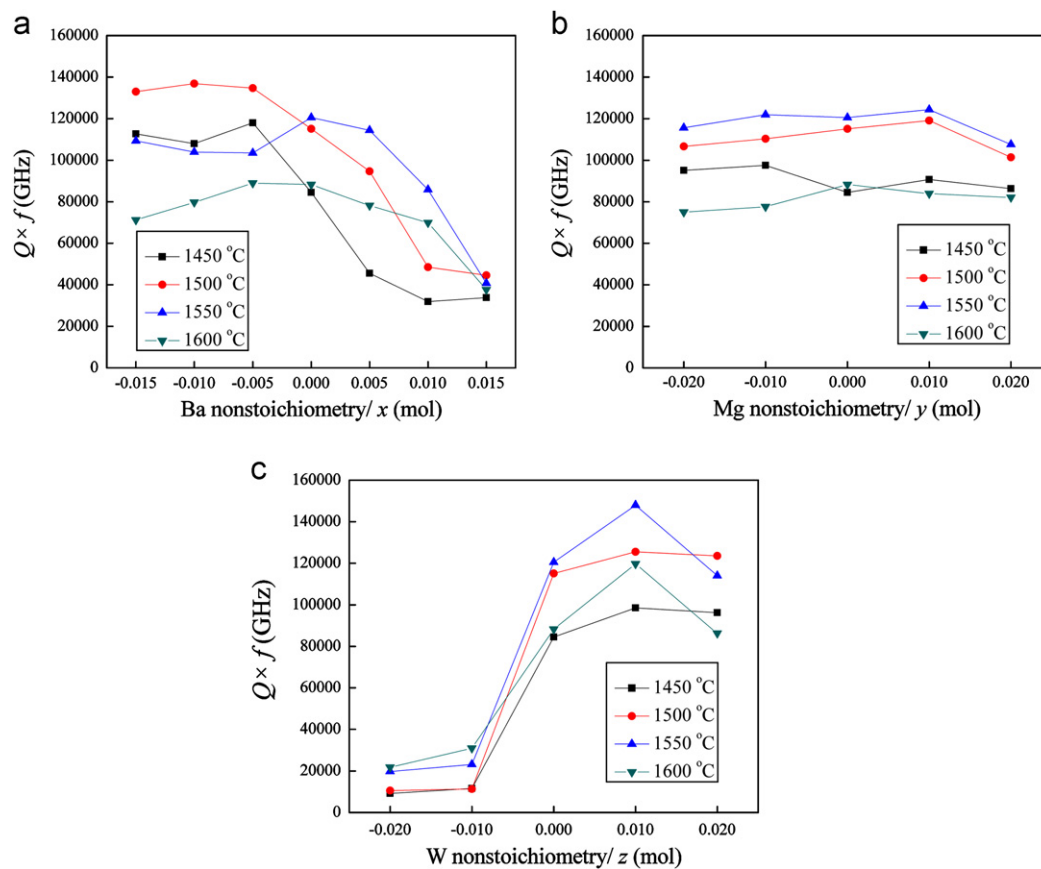 a
160000
140000
120000
100000
80000
60000
40000
20000
0
Q × f (GHz)
1450 °C
1500 °C
1550 °C
1600 °C
-0.015 -0.010 -0.005 0.000 0.005 0.010 0.015
Ba nonstoichiometry/ x (mol)
b
160000
140000
120000
100000
80000
60000
40000
20000
0
Q × f (GHz)
1450 °C
1500 °C
1550 °C
1600 °C
-0.020 -0.010 0.000 0.010 0.020
Mg nonstoichiometry/ y (mol)
c
160000
140000
120000
100000
80000
60000
40000
20000
0
Q × f (GHz)
1450 °C
1500 °C
1550 °C
1600 °C
-0.020 -0.010 0.000 0.010 0.020
W nonstoichiometry/ z (mol)